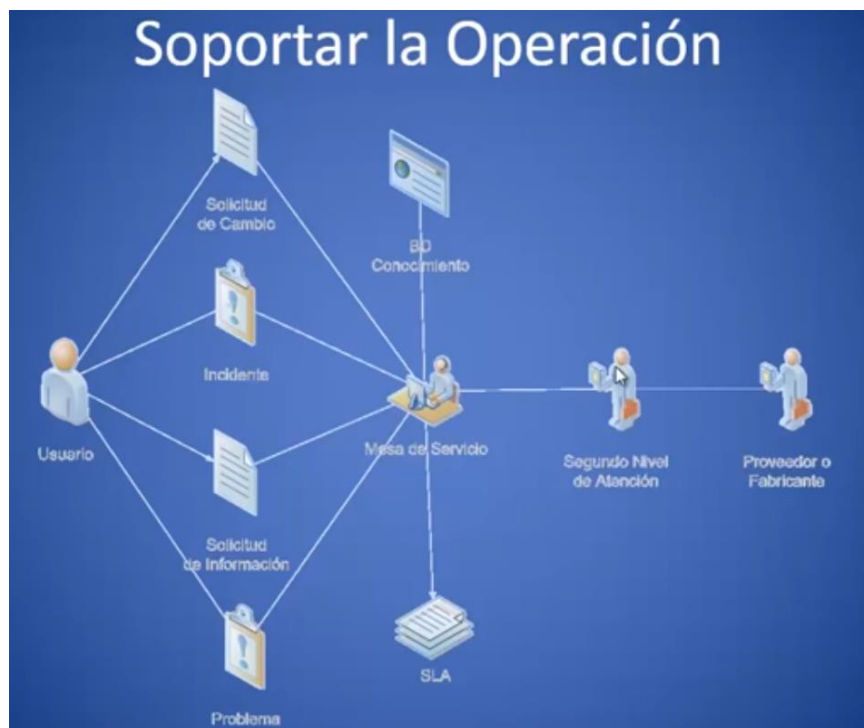 Soportar la Operación
Solicitud
de Cambio
BD
Conocimiento
Incidente
Usuario
Mesa de Servicio
Segundo Nivel
de Atención
Proveedor o
Fabricante
Solicitud
de Información
SLA
Problema